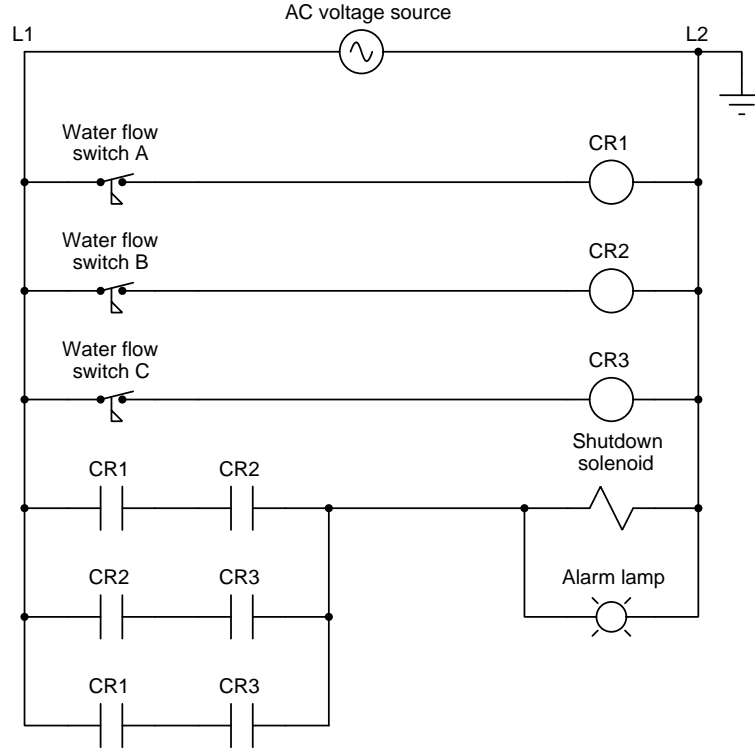 AC voltage source
L1
L2
Water flow
switch A
CR1
Water flow
switch B
CR2
Water flow
switch C
CR3
Shutdown
solenoid
CR1
CR2
CR2
CR3
Alarm lamp
CR1
CR3